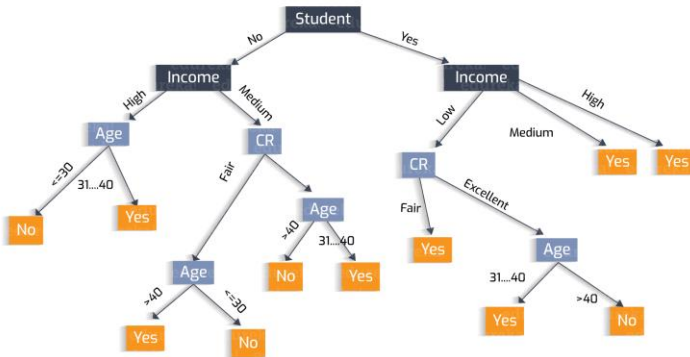 Student
No
Yes
Income
Income
High
Medium
Low
Medium
High
Age
CR
CR
Yes
Yes
<=30
31....40
Fair
Fair
Excellent
No
Yes
Age
Yes
Age
>40
31....40
Age
No
Yes
31....40
>40
>40
<=30
Yes
No
Yes
No